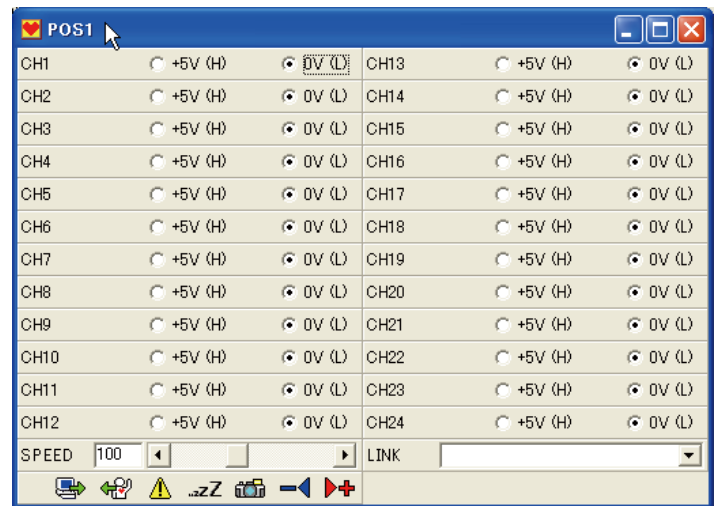 POS1
CH1 +5V (H) 0V (L) CH13 +5V (H) 0V (L)
CH2 +5V (H) 0V (L) CH14 +5V (H) 0V (L)
CH3 +5V (H) 0V (L) CH15 +5V (H) 0V (L)
CH4 +5V (H) 0V (L) CH16 +5V (H) 0V (L)
CH5 +5V (H) 0V (L) CH17 +5V (H) 0V (L)
CH6 +5V (H) 0V (L) CH18 +5V (H) 0V (L)
CH7 +5V (H) 0V (L) CH19 +5V (H) 0V (L)
CH8 +5V (H) 0V (L) CH20 +5V (H) 0V (L)
CH9 +5V (H) 0V (L) CH21 +5V (H) 0V (L)
CH10 +5V (H) 0V (L) CH22 +5V (H) 0V (L)
CH11 +5V (H) 0V (L) CH23 +5V (H) 0V (L)
CH12 +5V (H) 0V (L) CH24 +5V (H) 0V (L)
SPEED 100 LINK
...zZ